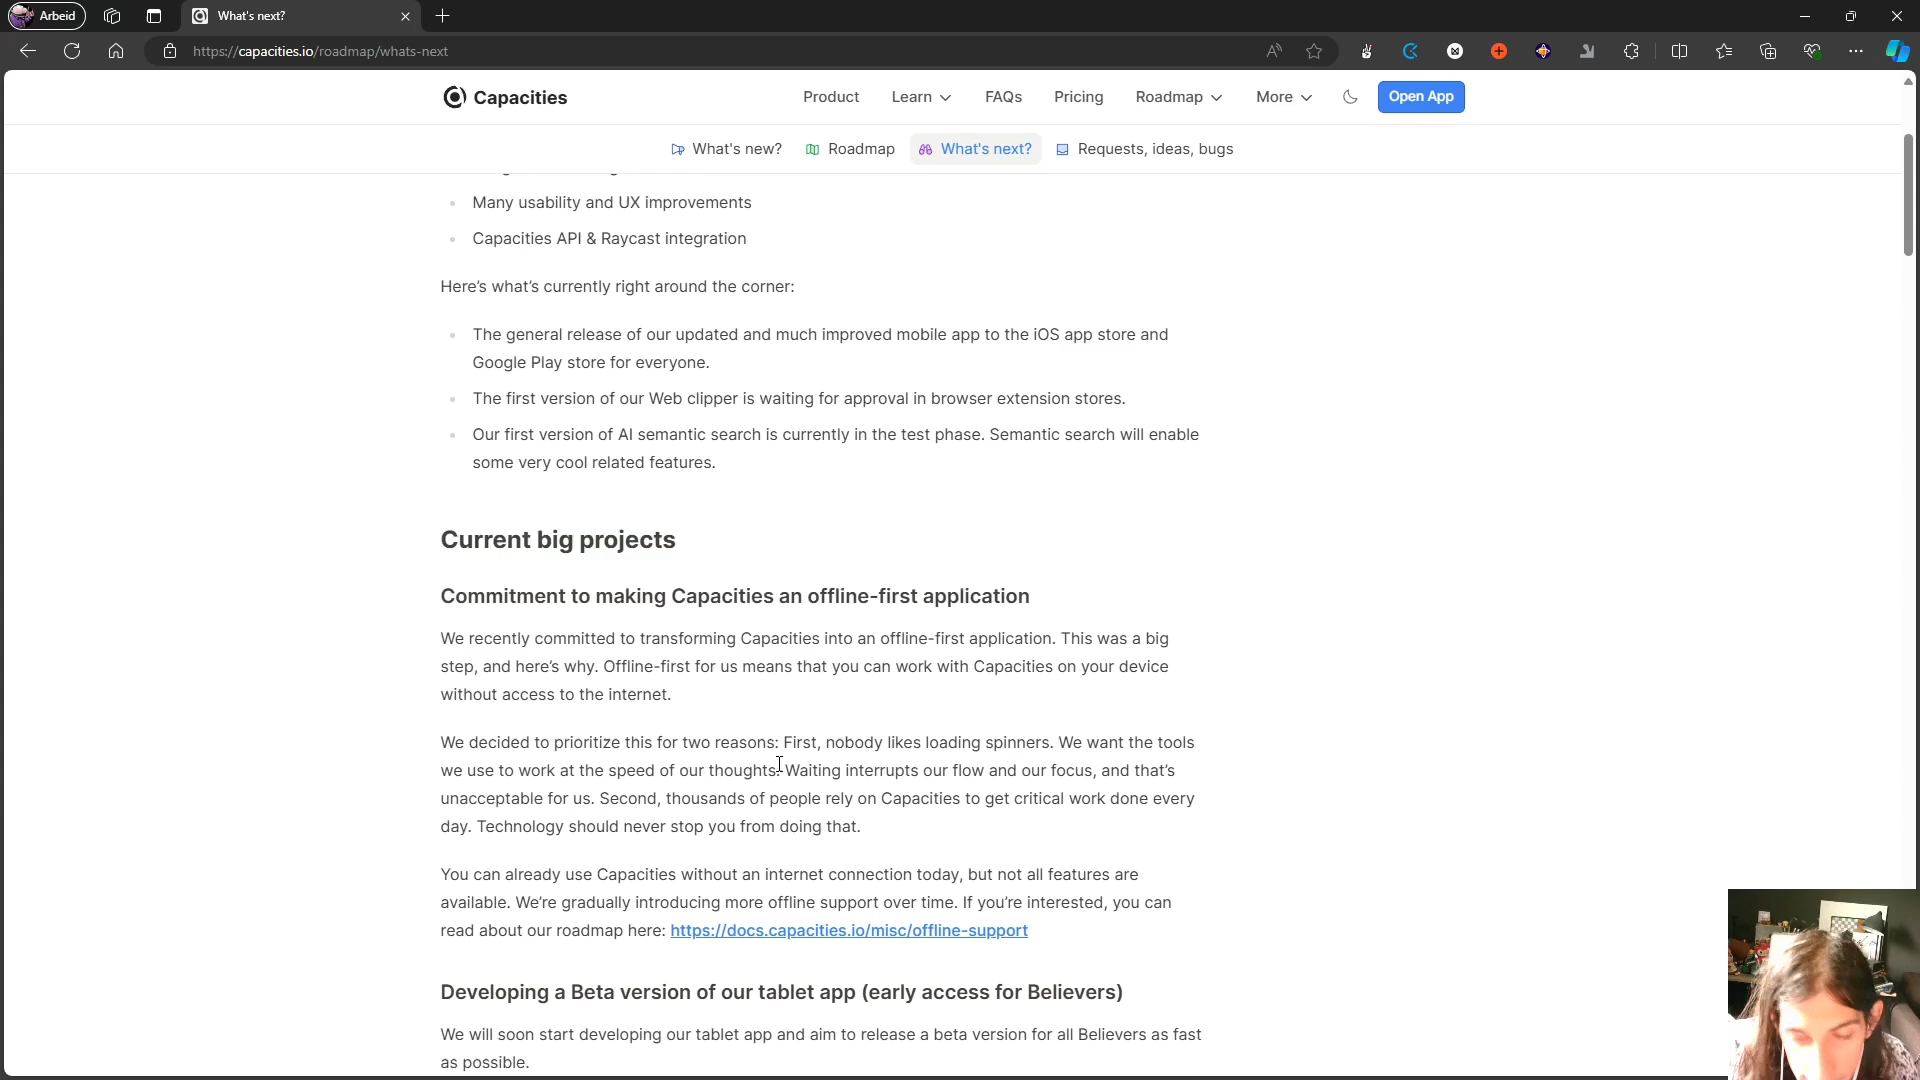 Arbeid
What's next?
https://capacities.io/roadmap/whats-next
Capacities
Product
Learn
FAQs
Pricing
Roadmap
More
Open App
What's new?
Roadmap
What's next?
Requests, ideas, bugs
Many usability and UX improvements
Capacities API & Raycast integration
Here's what's currently right around the corner:
The general release of our updated and much improved mobile app to the iOS app store and
Google Play store for everyone.
The first version of our Web clipper is waiting for approval in browser extension stores.
Our first version of AI semantic search is currently in the test phase. Semantic search will enable
some very cool related features.
Current big projects
Commitment to making Capacities an offline-first application
We recently committed to transforming Capacities into an offline-first application. This was a big
step, and here's why. Offline-first for us means that you can work with Capacities on your device
without access to the internet.
We decided to prioritize this for two reasons: First, nobody likes loading spinners. We want the tools
we use to work at the speed of our thoughts. Waiting interrupts our flow and our focus, and that's
unacceptable for us. Second, thousands of people rely on Capacities to get critical work done every
day. Technology should never stop you from doing that.
You can already use Capacities without an internet connection today, but not all features are
available. We're gradually introducing more offline support over time. If you're interested, you can
read about our roadmap here: https://docs.capacities.io/misc/offline-support
Developing a Beta version of our tablet app (early access for Believers)
We will soon start developing our tablet app and aim to release a beta version for all Believers as fast
as possible.